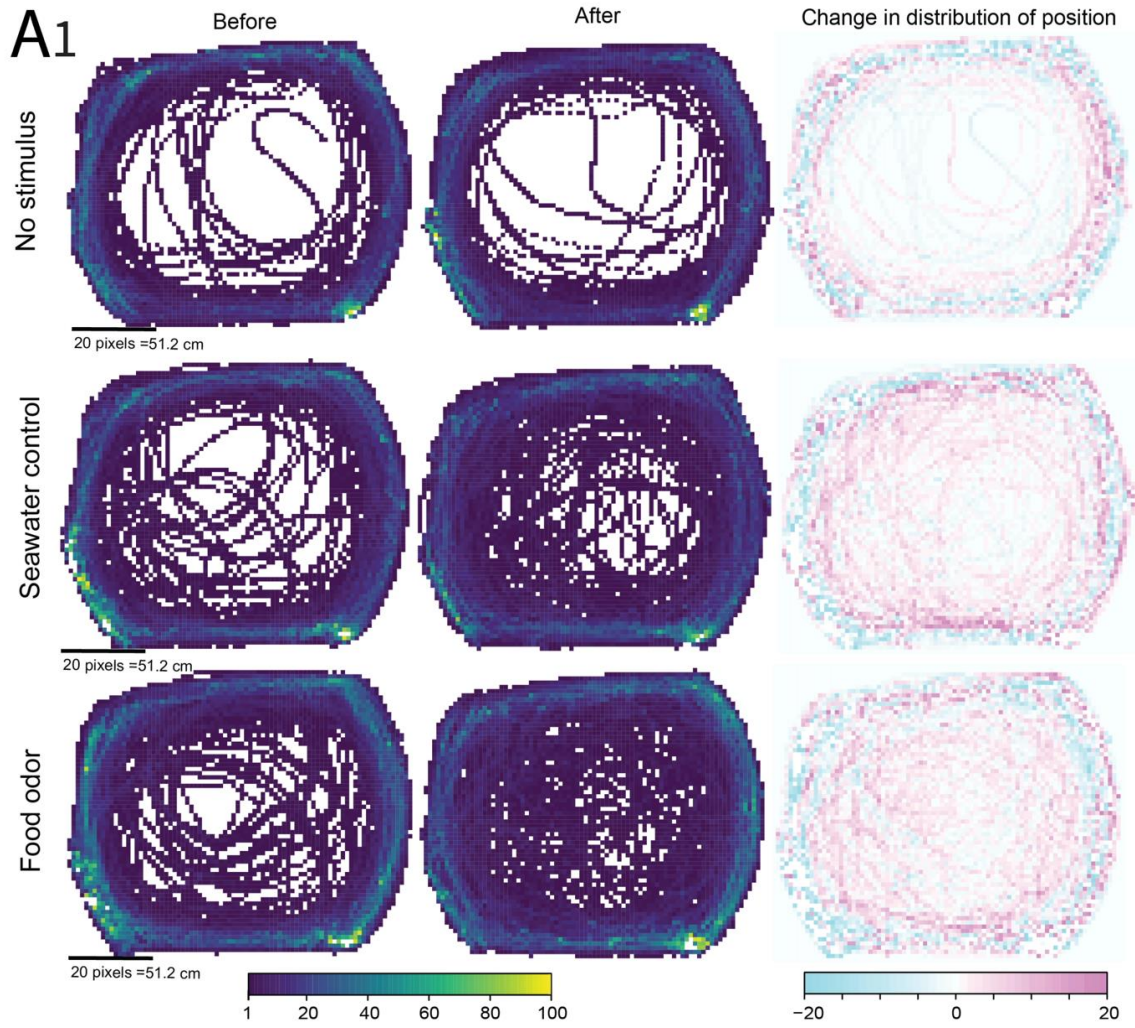 A1
Before
After
Change in distribution of position
No stimulus
20 pixels =51.2 cm
Seawater control
20 pixels =51.2 cm
Food odor
20 pixels =51.2 cm
1 20 40 60 80 100
−20 0 20